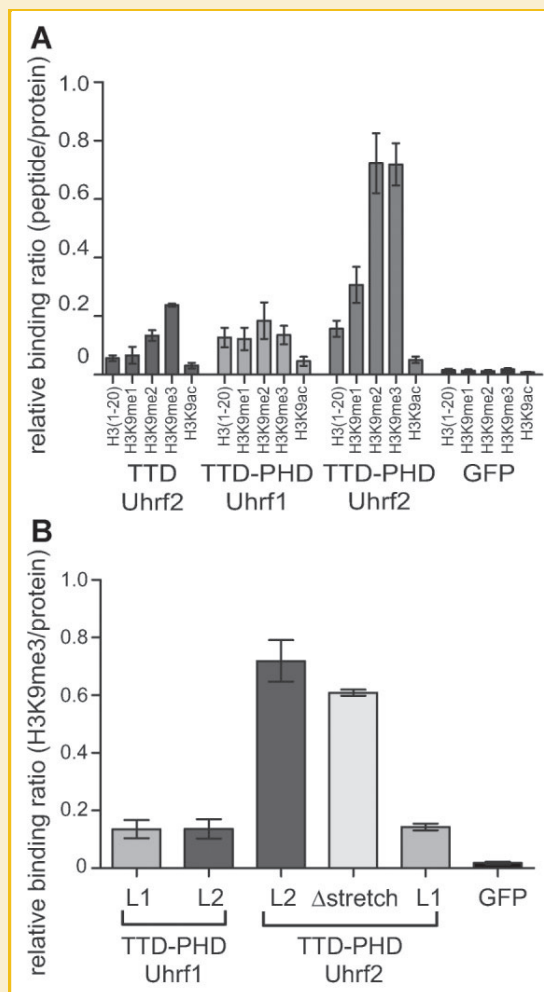 A
relative binding ratio (peptide/protein)
1.0
0.8
0.6
0.4
0.2
0
H3(1-20)
H3K9me1
H3K9me2
H3K9me3
H3K9ac
H3(1-20)
H3K9me1
H3K9me2
H3K9me3
H3K9ac
H3(1-20)
H3K9me1
H3K9me2
H3K9me3
H3K9ac
H3(1-20)
H3K9me1
H3K9me2
H3K9me3
H3K9ac
TTD TTD-PHD TTD-PHD GFP
Uhrf2 Uhrf1 Uhrf2
B
relative binding ratio (H3K9me3/protein)
1.0
0.8
0.6
0.4
0.2
0
L1 L2 L2 Δstretch L1 GFP
TTD-PHD TTD-PHD
Uhrf1 Uhrf2